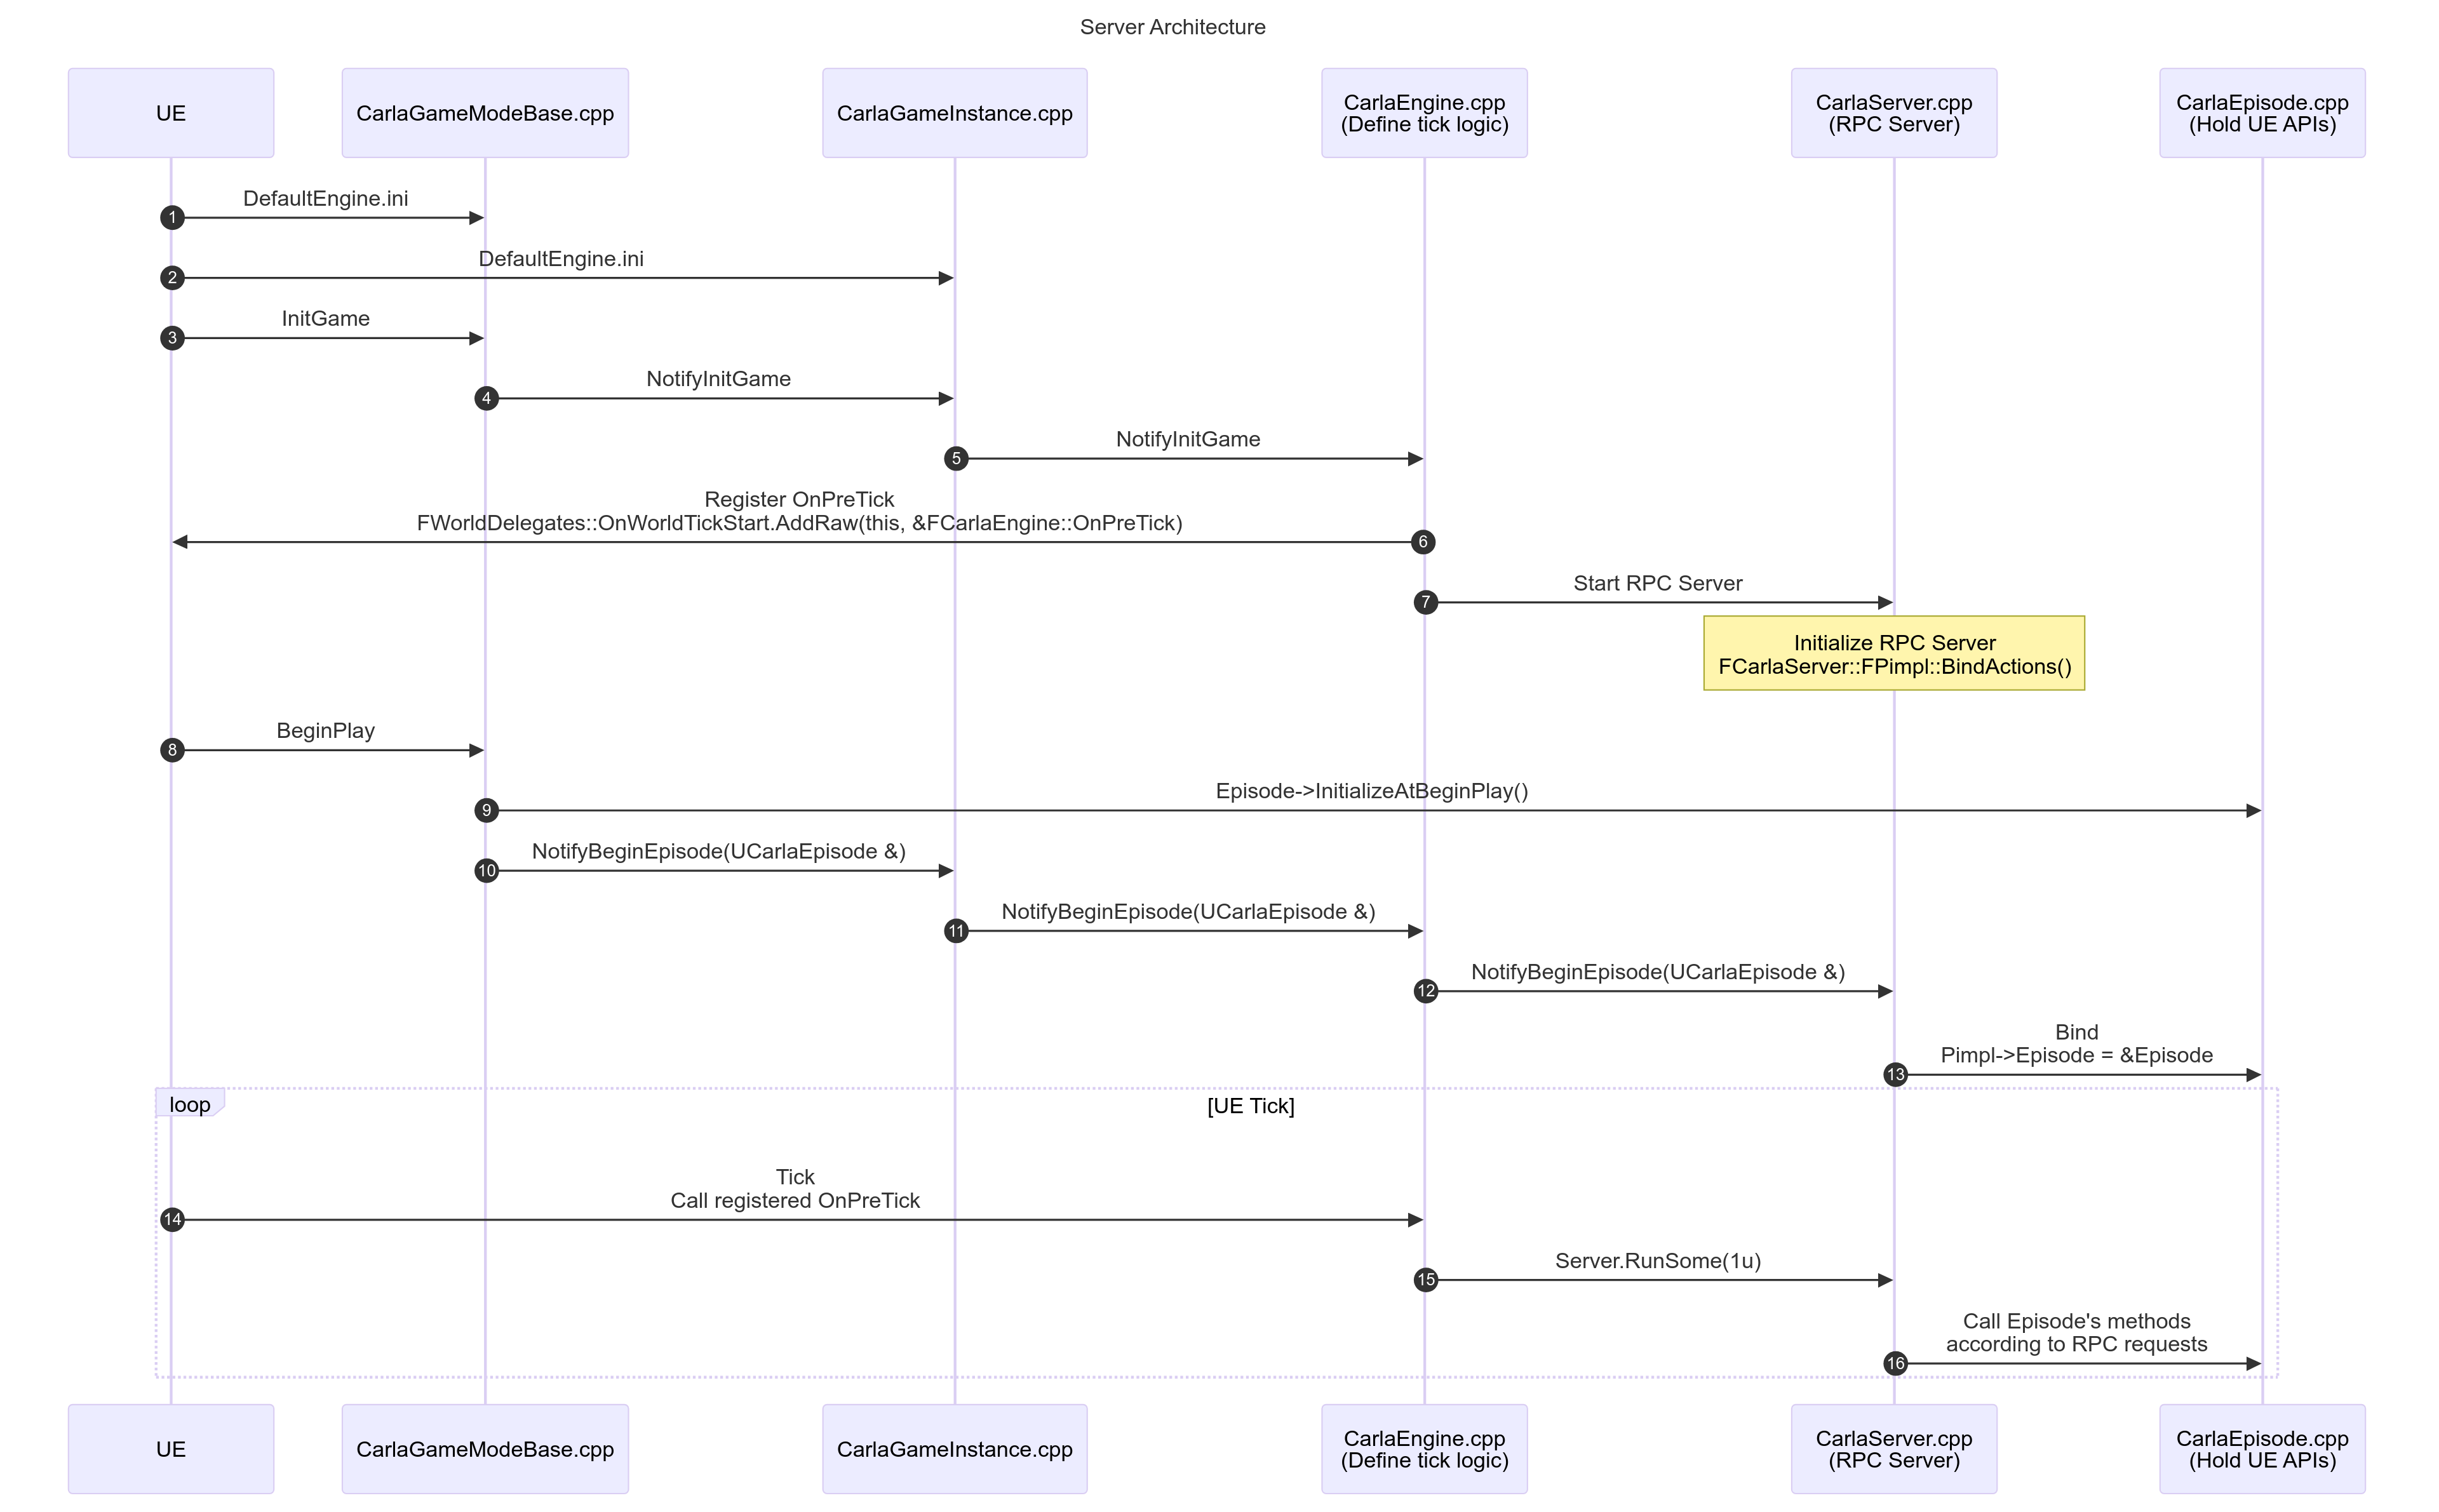 Server Architecture
UE
CarlaGameModeBase.cpp
CarlaGameInstance.cpp
CarlaEngine.cpp
(Define tick logic)
CarlaServer.cpp
(RPC Server)
CarlaEpisode.cpp
(Hold UE APIs)
DefaultEngine.ini
1
DefaultEngine.ini
2
InitGame
3
NotifyInitGame
4
NotifyInitGame
5
Register OnPreTick
FWorldDelegates::OnWorldTickStart.AddRaw(this, &FCarlaEngine::OnPreTick)
6
Start RPC Server
7
Initialize RPC Server
FCarlaServer::FPimpl::BindActions()
BeginPlay
8
Episode->InitializeAtBeginPlay()
9
NotifyBeginEpisode(UCarlaEpisode &)
10
NotifyBeginEpisode(UCarlaEpisode &)
11
NotifyBeginEpisode(UCarlaEpisode &)
12
Bind
Pimpl->Episode = &Episode
13
loop
[UE Tick]
Tick
Call registered OnPreTick
14
Server.RunSome(1u)
15
Call Episode's methods
according to RPC requests
16
UE
CarlaGameModeBase.cpp
CarlaGameInstance.cpp
CarlaEngine.cpp
(Define tick logic)
CarlaServer.cpp
(RPC Server)
CarlaEpisode.cpp
(Hold UE APIs)